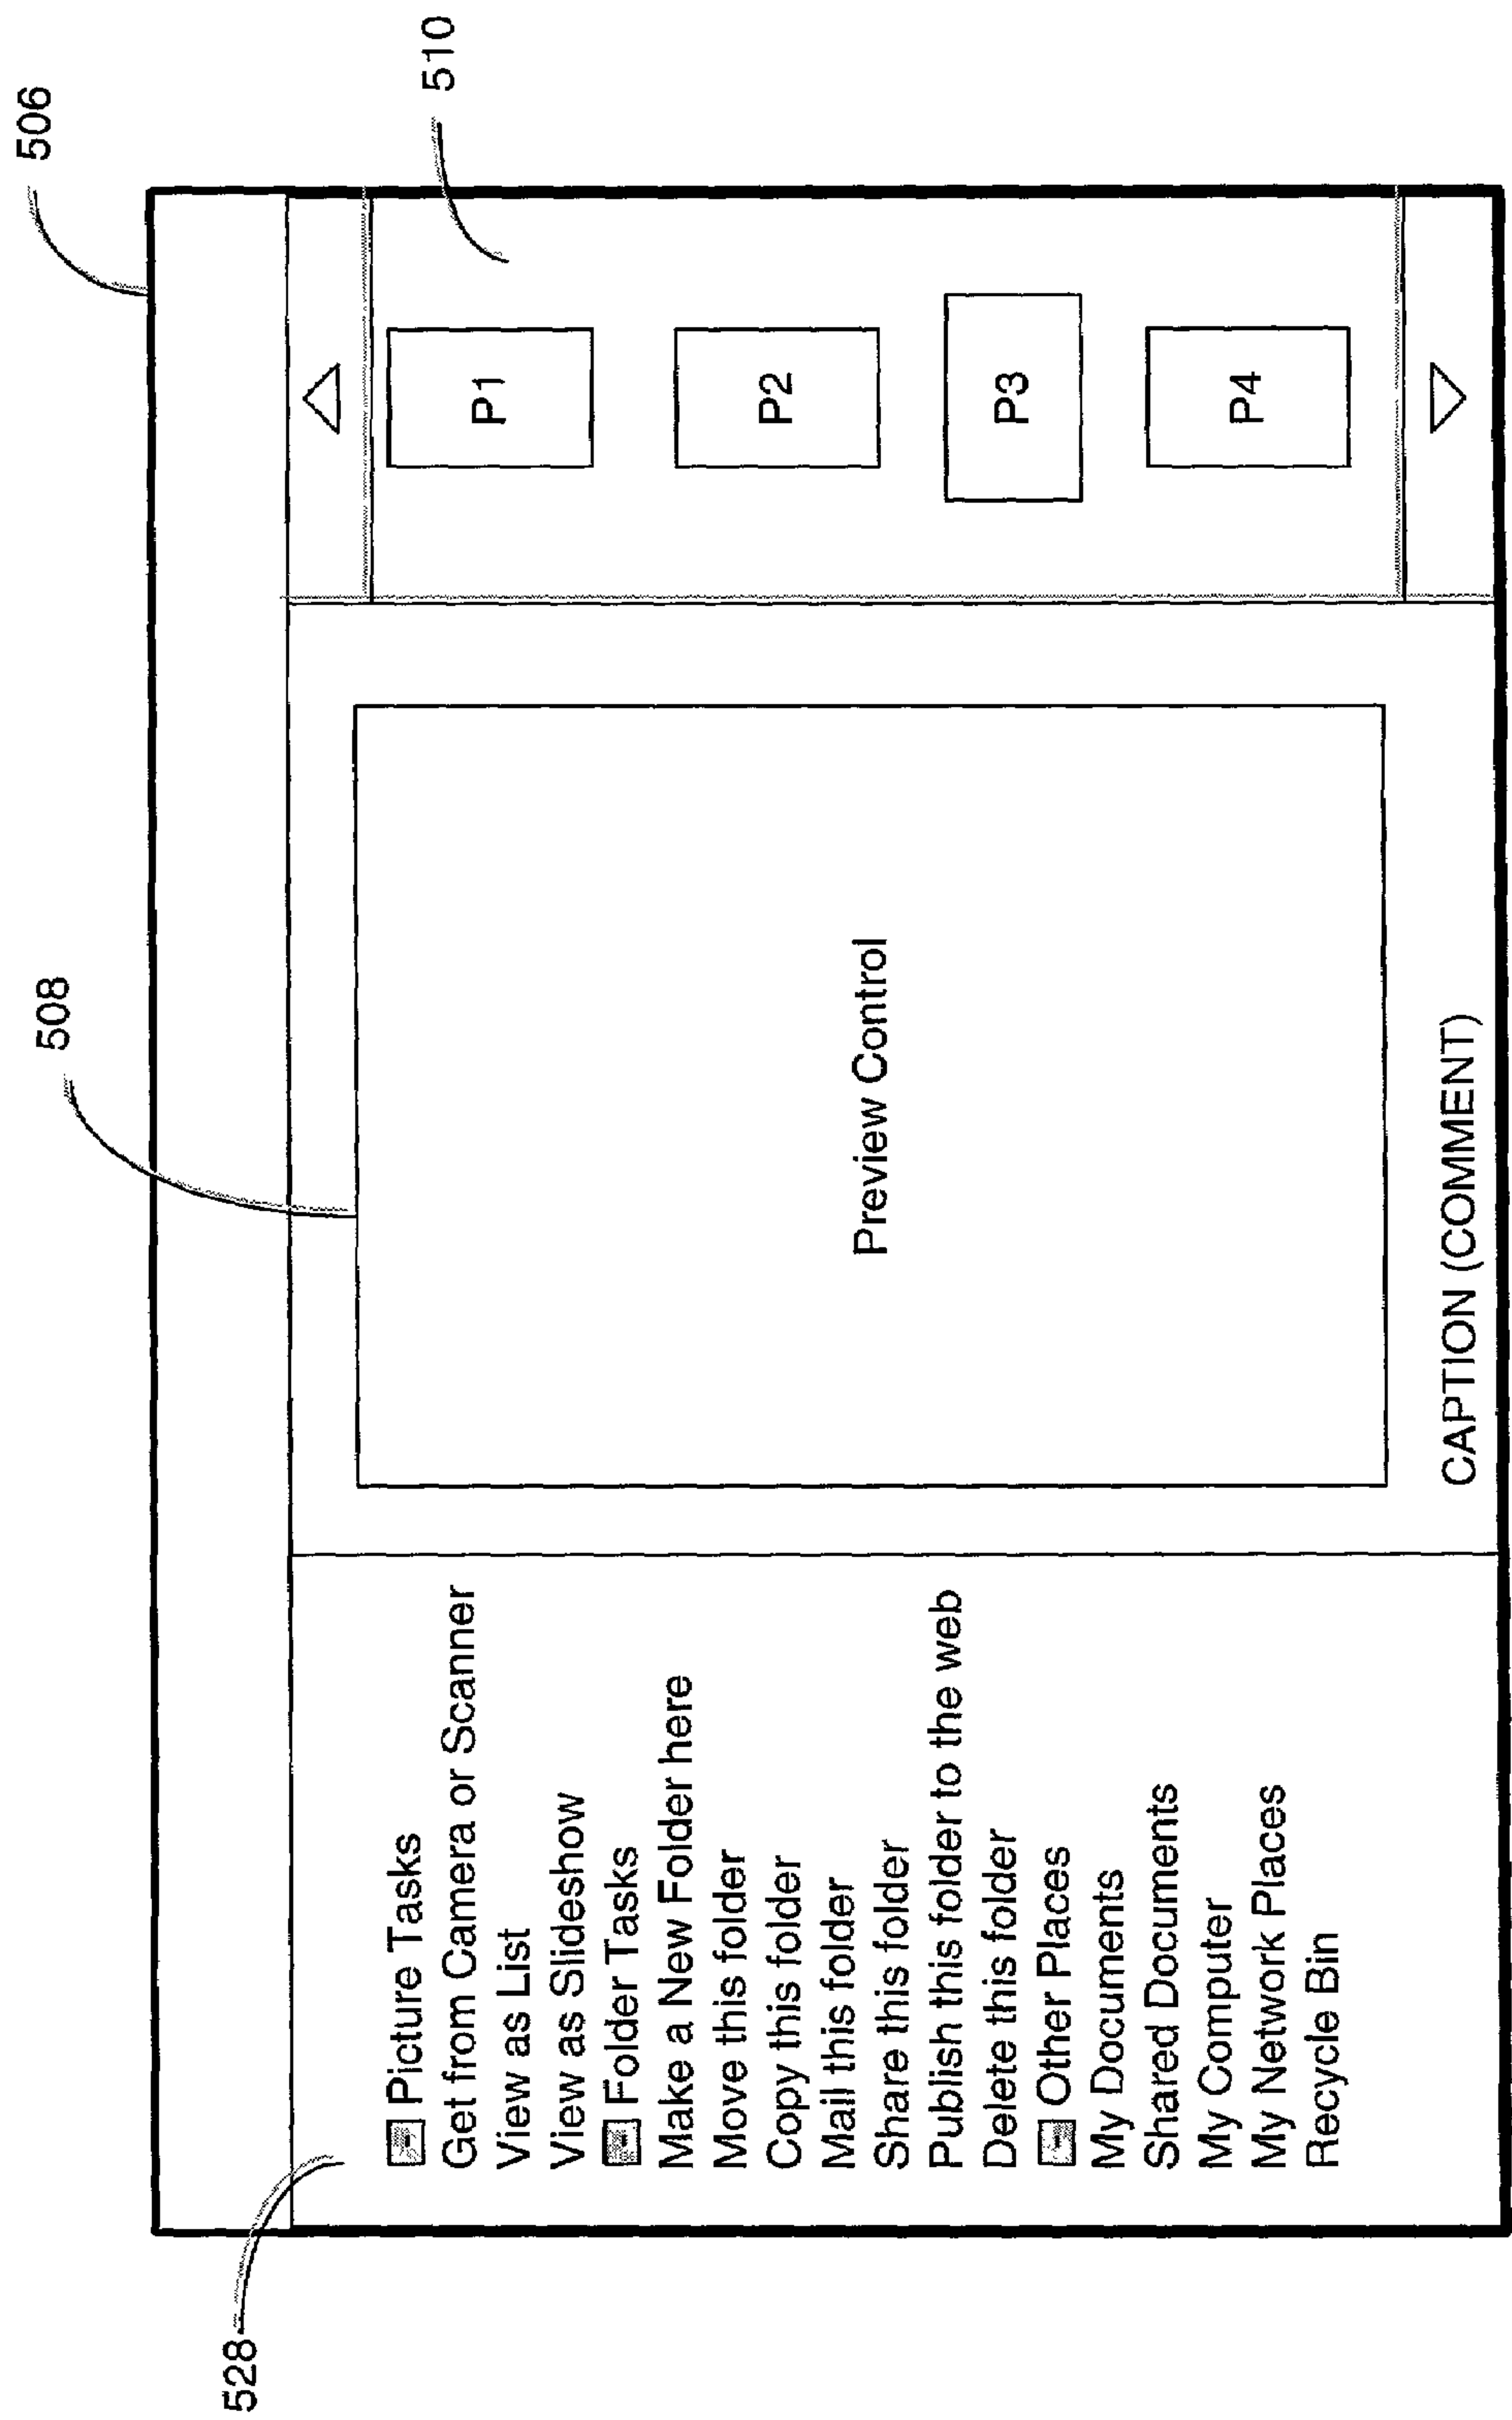 506
508
510
528
Picture Tasks
Get from Camera or Scanner
View as List
View as Slideshow
Folder Tasks
Make a New Folder here
Move this folder
Copy this folder
Mail this folder
Share this folder
Publish this folder to the web
Delete this folder
Other Places
My Documents
Shared Documents
My Computer
My Network Places
Recycle Bin
Preview Control
CAPTION (COMMENT)
P1
P2
P3
P4